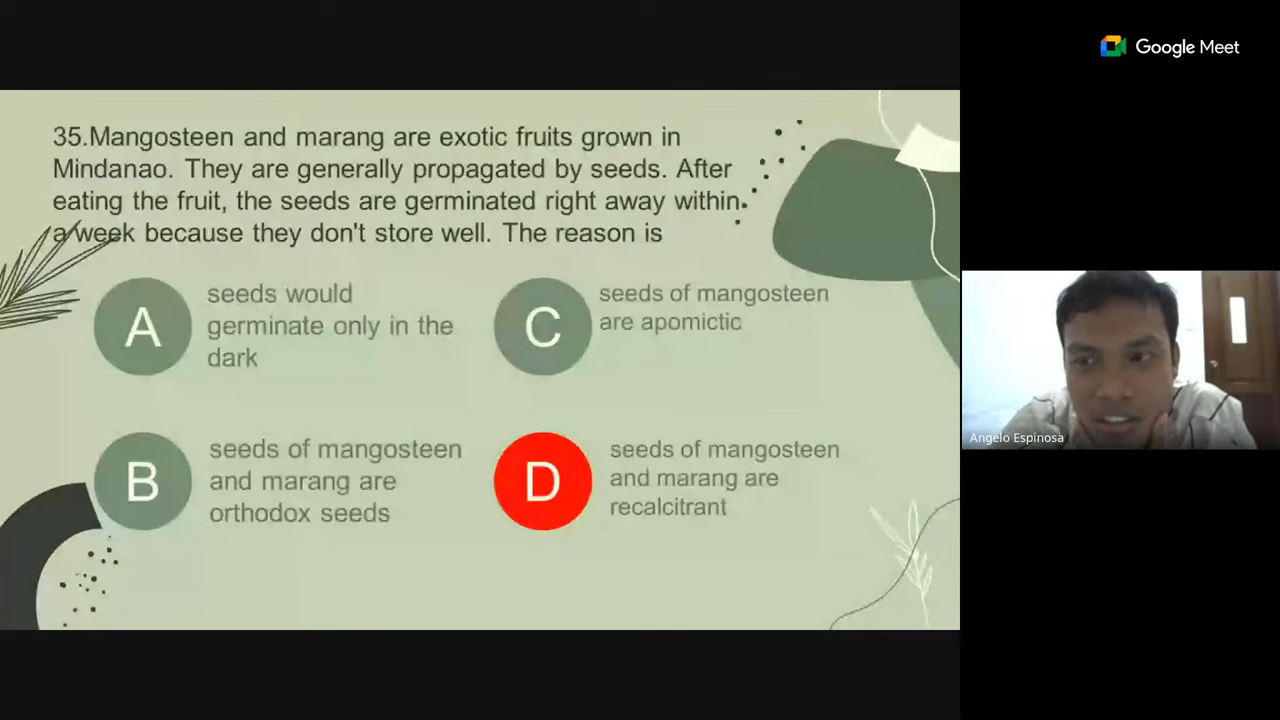 Google Meet
35.Mangosteen and marang are exotic fruits grown in
Mindanao. They are generally propagated by seeds. After
eating the fruit, the seeds are germinated right away within
a week because they don't store well. The reason is
A
seeds would
germinate only in the
dark
C
seeds of mangosteen
are apomictic
B
seeds of mangosteen
and marang are
orthodox seeds
D
seeds of mangosteen
and marang are
recalcitrant
Angelo Espinosa